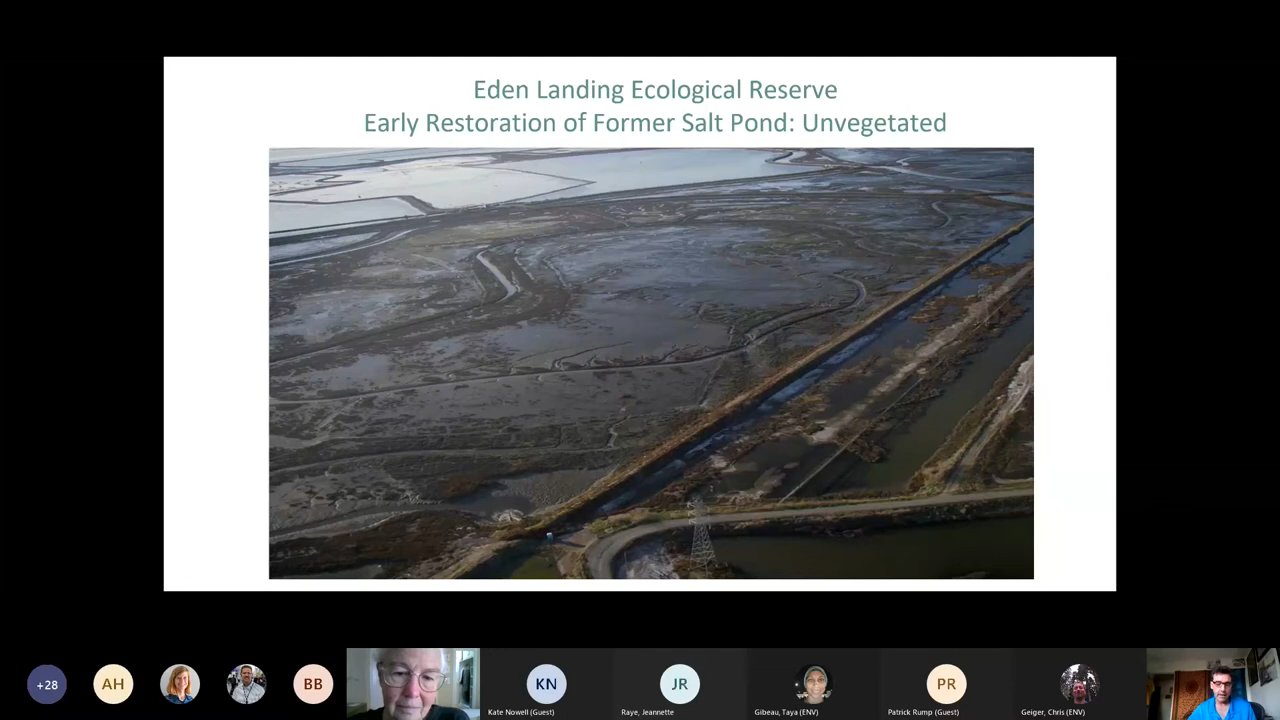 Eden Landing Ecological Reserve
Early Restoration of Former Salt Pond: Unvegetated
+28
AH
BB
KN
JR
PR
Kate Nowell (Guest)
Raye, Jeannette
Gibeau, Taya (ENV)
Patrick Rump (Guest)
Geiger, Chris (ENV)